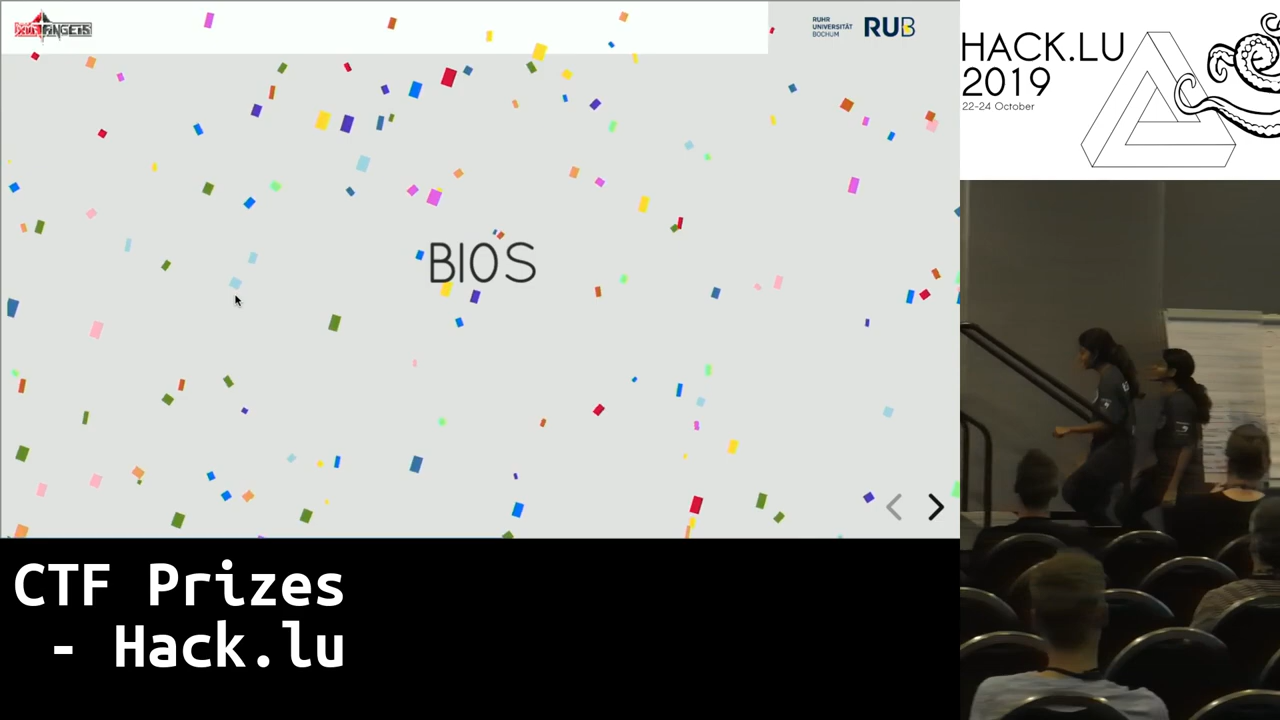 FLUXFINGERS
RUHR
UNIVERSITÄT
BOCHUM
RUB
BIOS
HACK.LU
2019
22-24 October
CTF Prizes
- Hack.lu